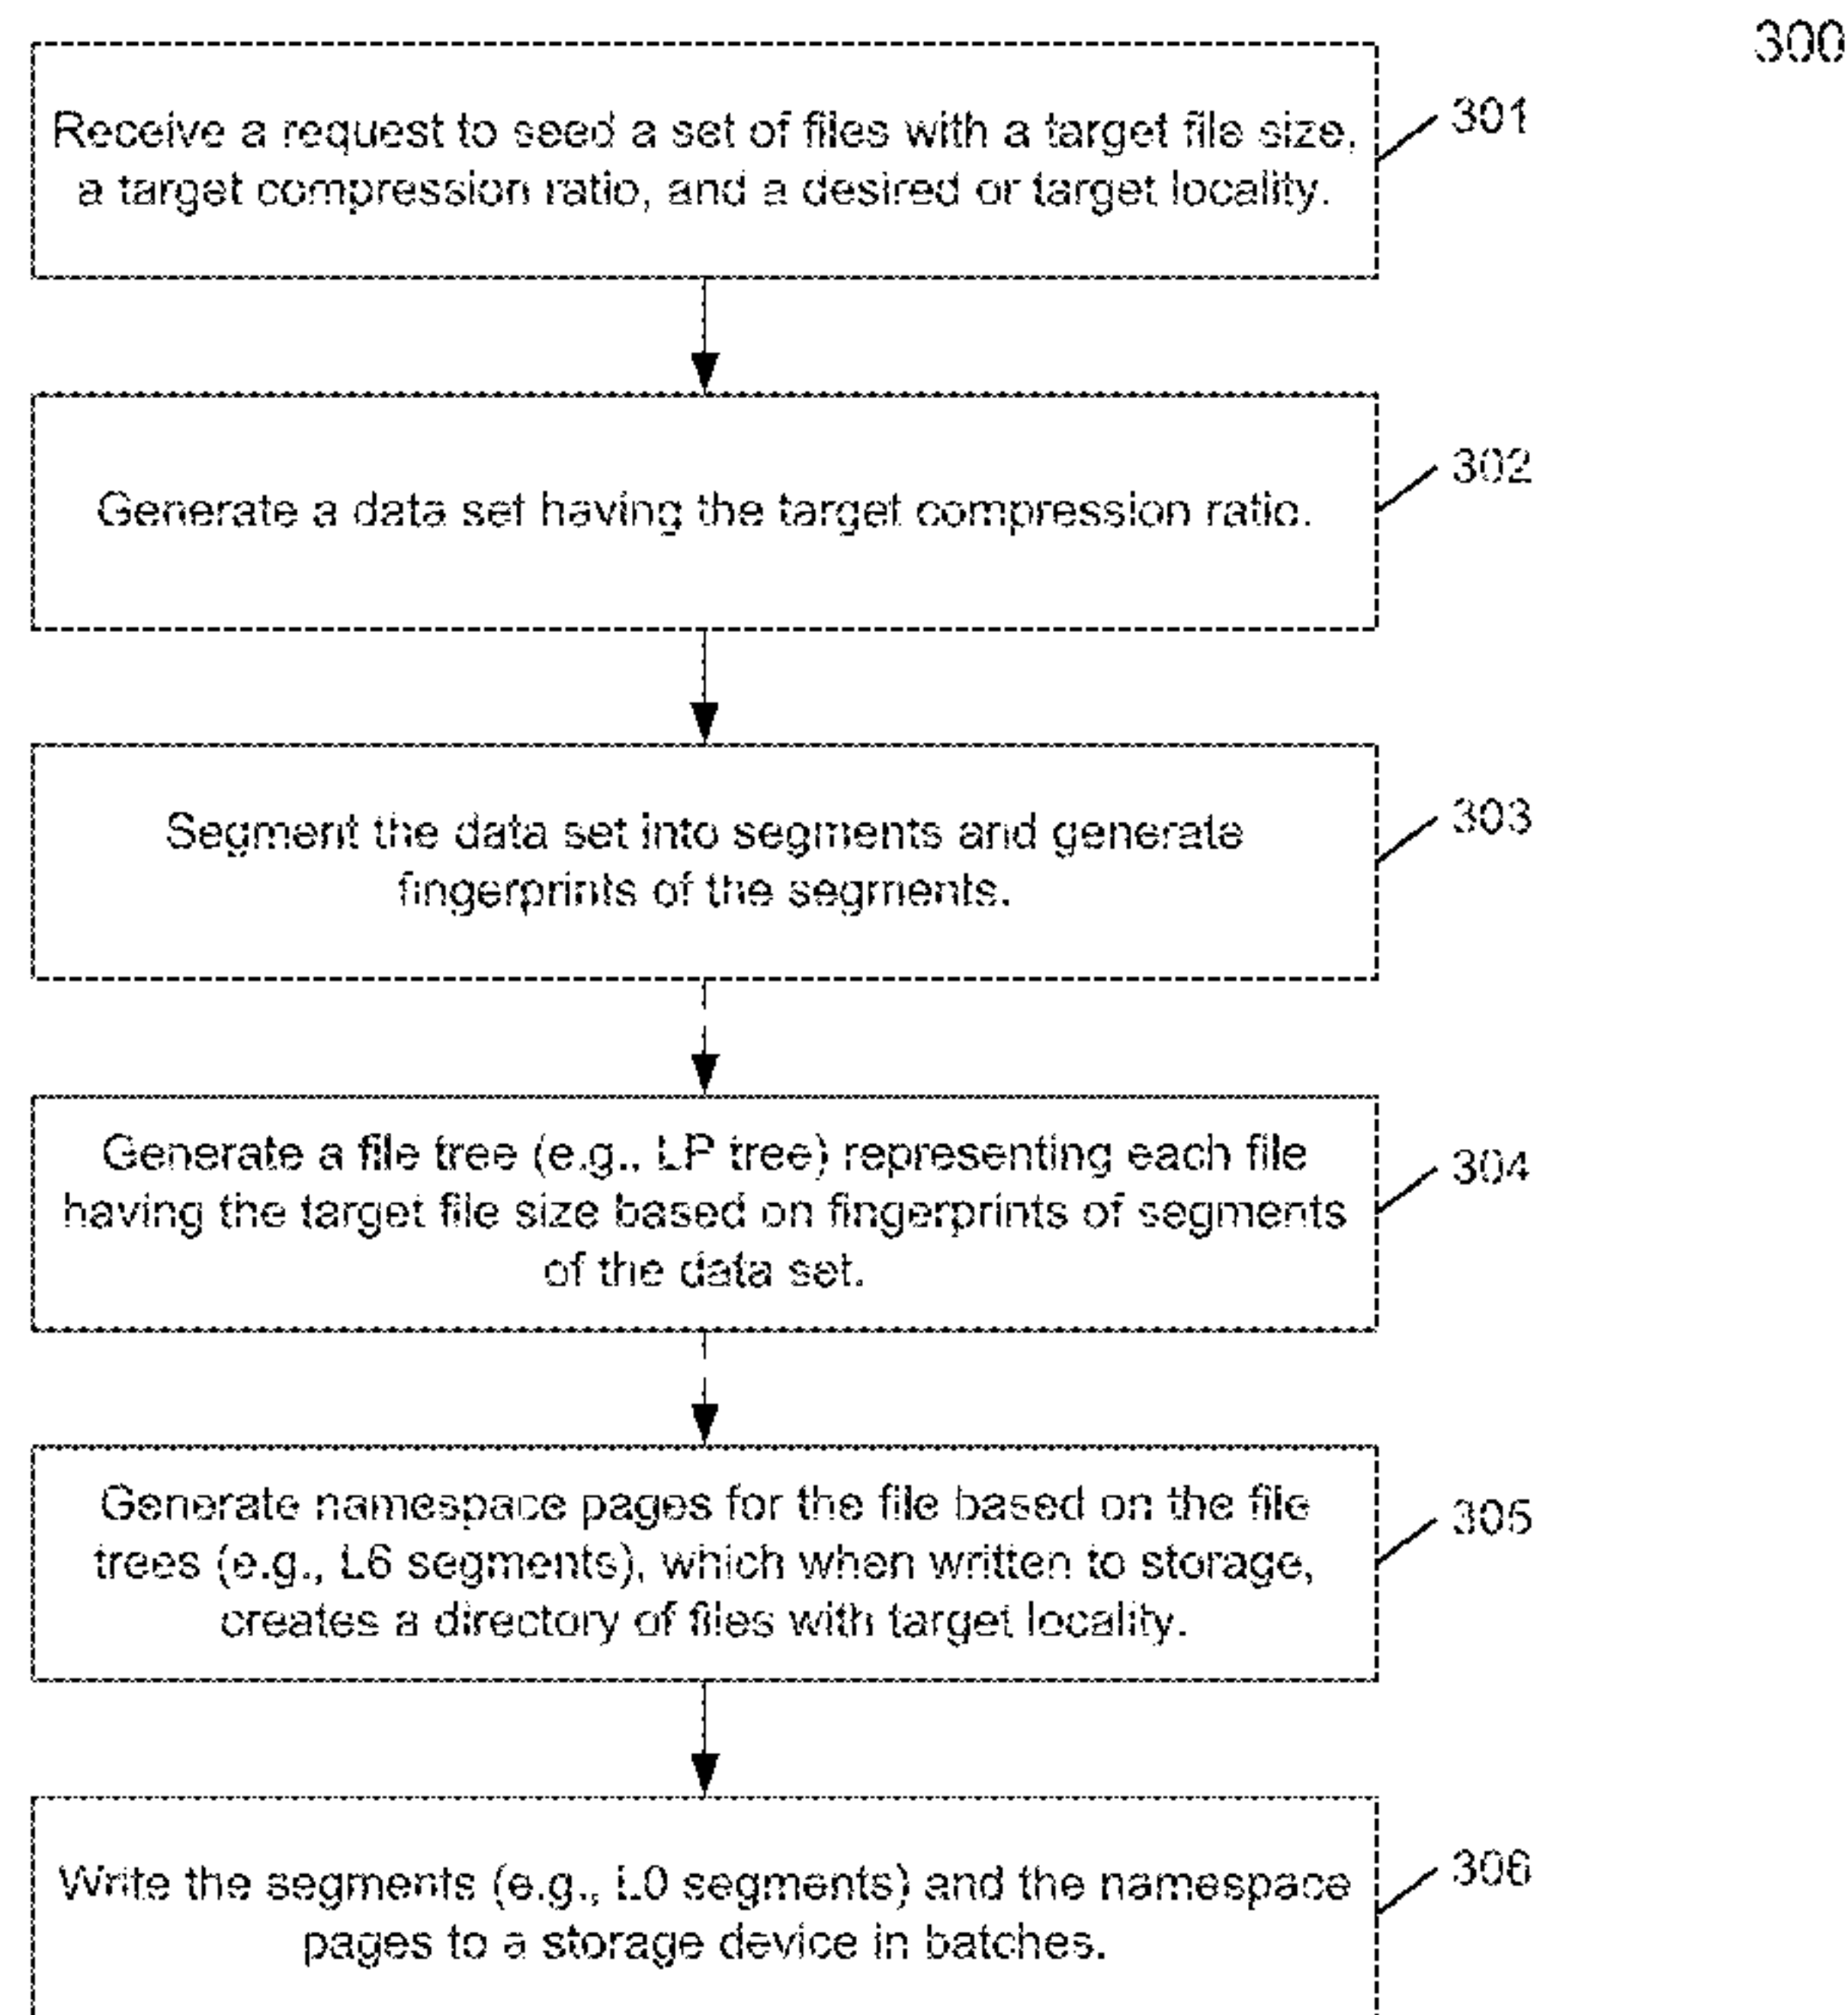 300
Receive a request to seed a set of files with a target file size,
a target compression ratio, and a desired or target locality.
301
Generate a data set having the target compression ratio.
302
Segment the data set into segments and generate
fingerprints of the segments.
303
Generate a file tree (e.g., LP tree) representing each file
having the target file size based on fingerprints of segments
of the data set.
304
Generate namespace pages for the file based on the file
trees (e.g., L6 segments), which when written to storage,
creates a directory of files with target locality.
305
Write the segments (e.g., L0 segments) and the namespace
pages to a storage device in batches.
306